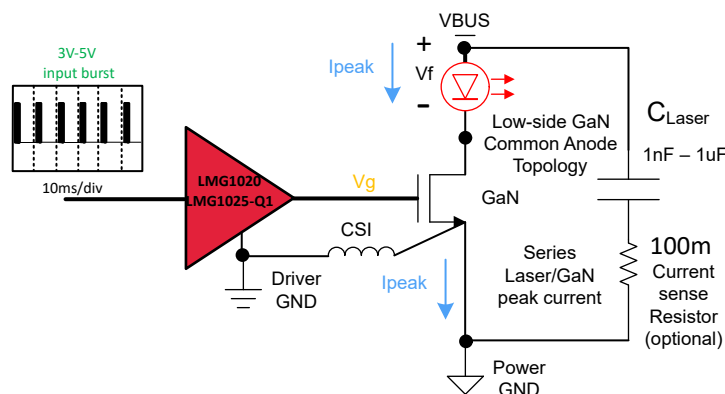 3V-5V
input burst
10ms/div
LMG1020
LMG1025-Q1
Vg
CSI
Driver
GND
VBUS
Ipeak
+
Vf
-
Low-side GaN
Common Anode
Topology
GaN
Ipeak
Series
Laser/GaN
peak current
Power
GND
CLaser
1nF – 1uF
100m
Current
sense
Resistor
(optional)